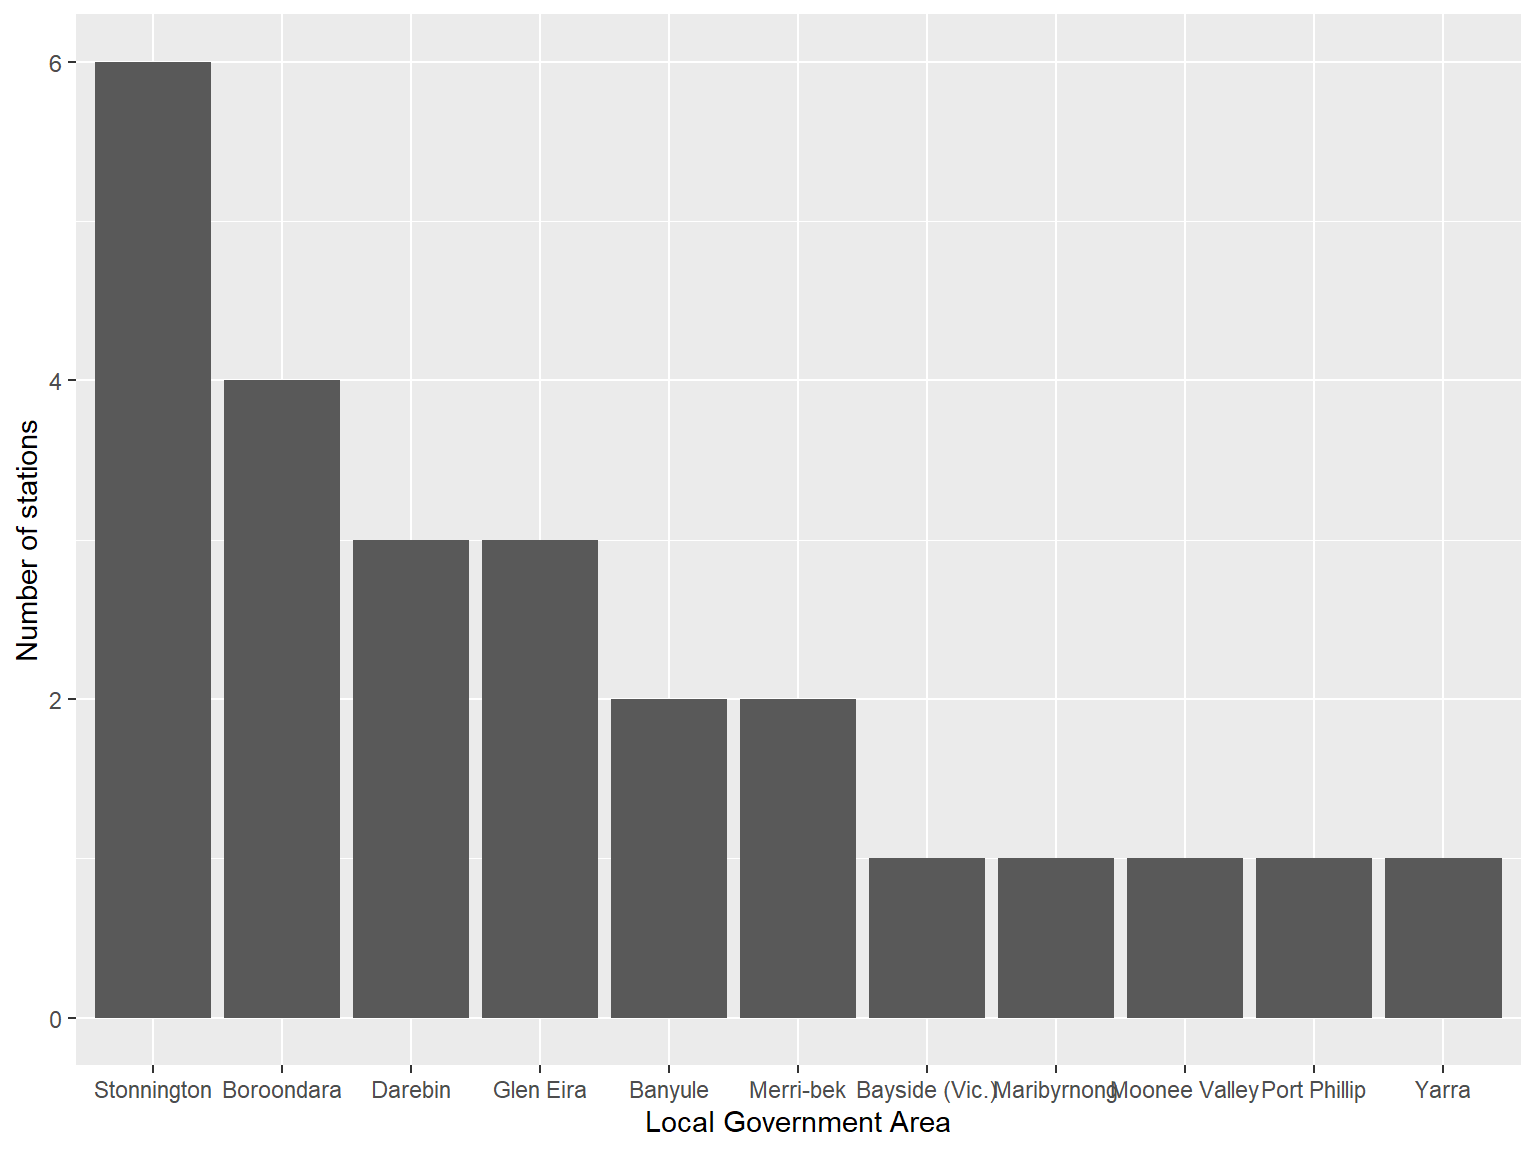 6
4
2
0
Number of stations
Stonnington Boroondara Darebin Glen Eira Banyule Merri-bek Bayside (Vic.) Maribyrnong Moonee Valley Port Phillip Yarra
Local Government Area